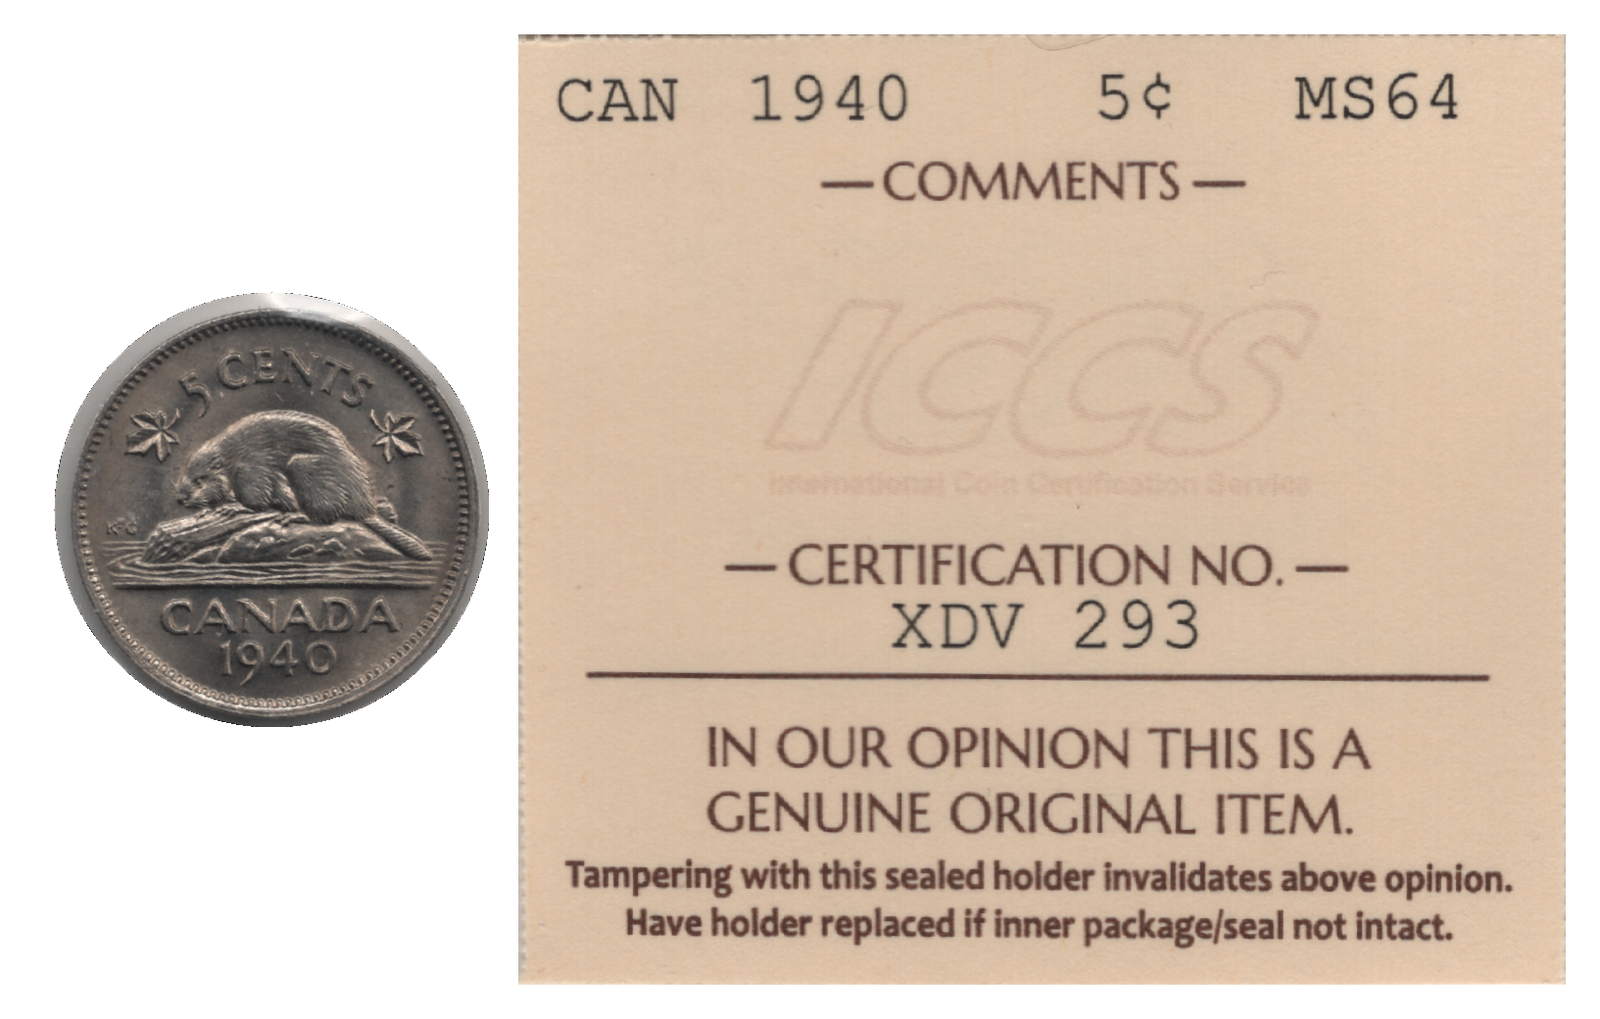 5 CENTS
KG
CANADA
1940
CAN 1940 5¢ MS64
— COMMENTS —
ICCS
International Coin Certification Service
— CERTIFICATION NO. —
XDV 293
IN OUR OPINION THIS IS A
GENUINE ORIGINAL ITEM.
Tampering with this sealed holder invalidates above opinion.
Have holder replaced if inner package/seal not intact.